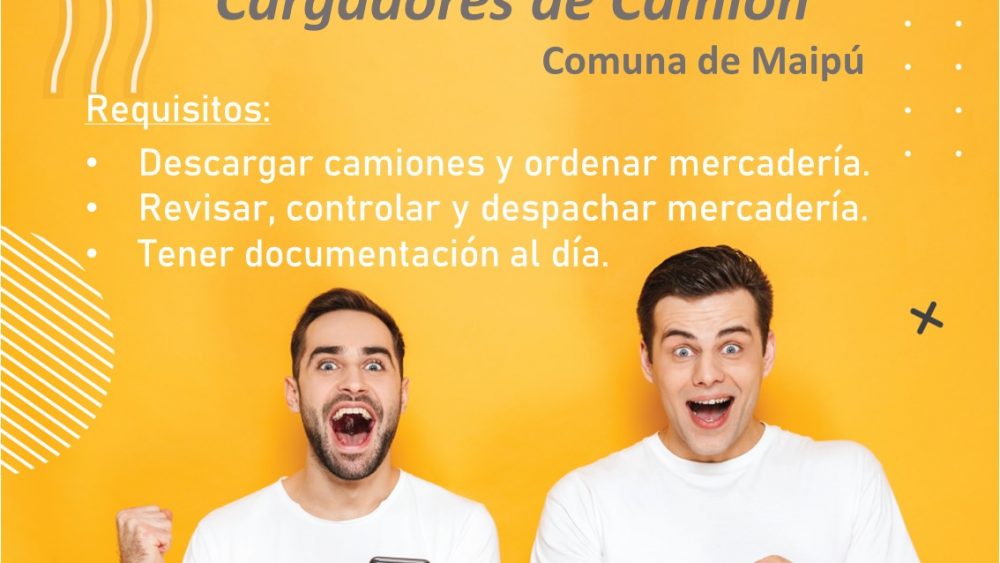 Cargadores de Camión
Comuna de Maipú
Requisitos:
• Descargar camiones y ordenar mercadería.
• Revisar, controlar y despachar mercadería.
• Tener documentación al día.